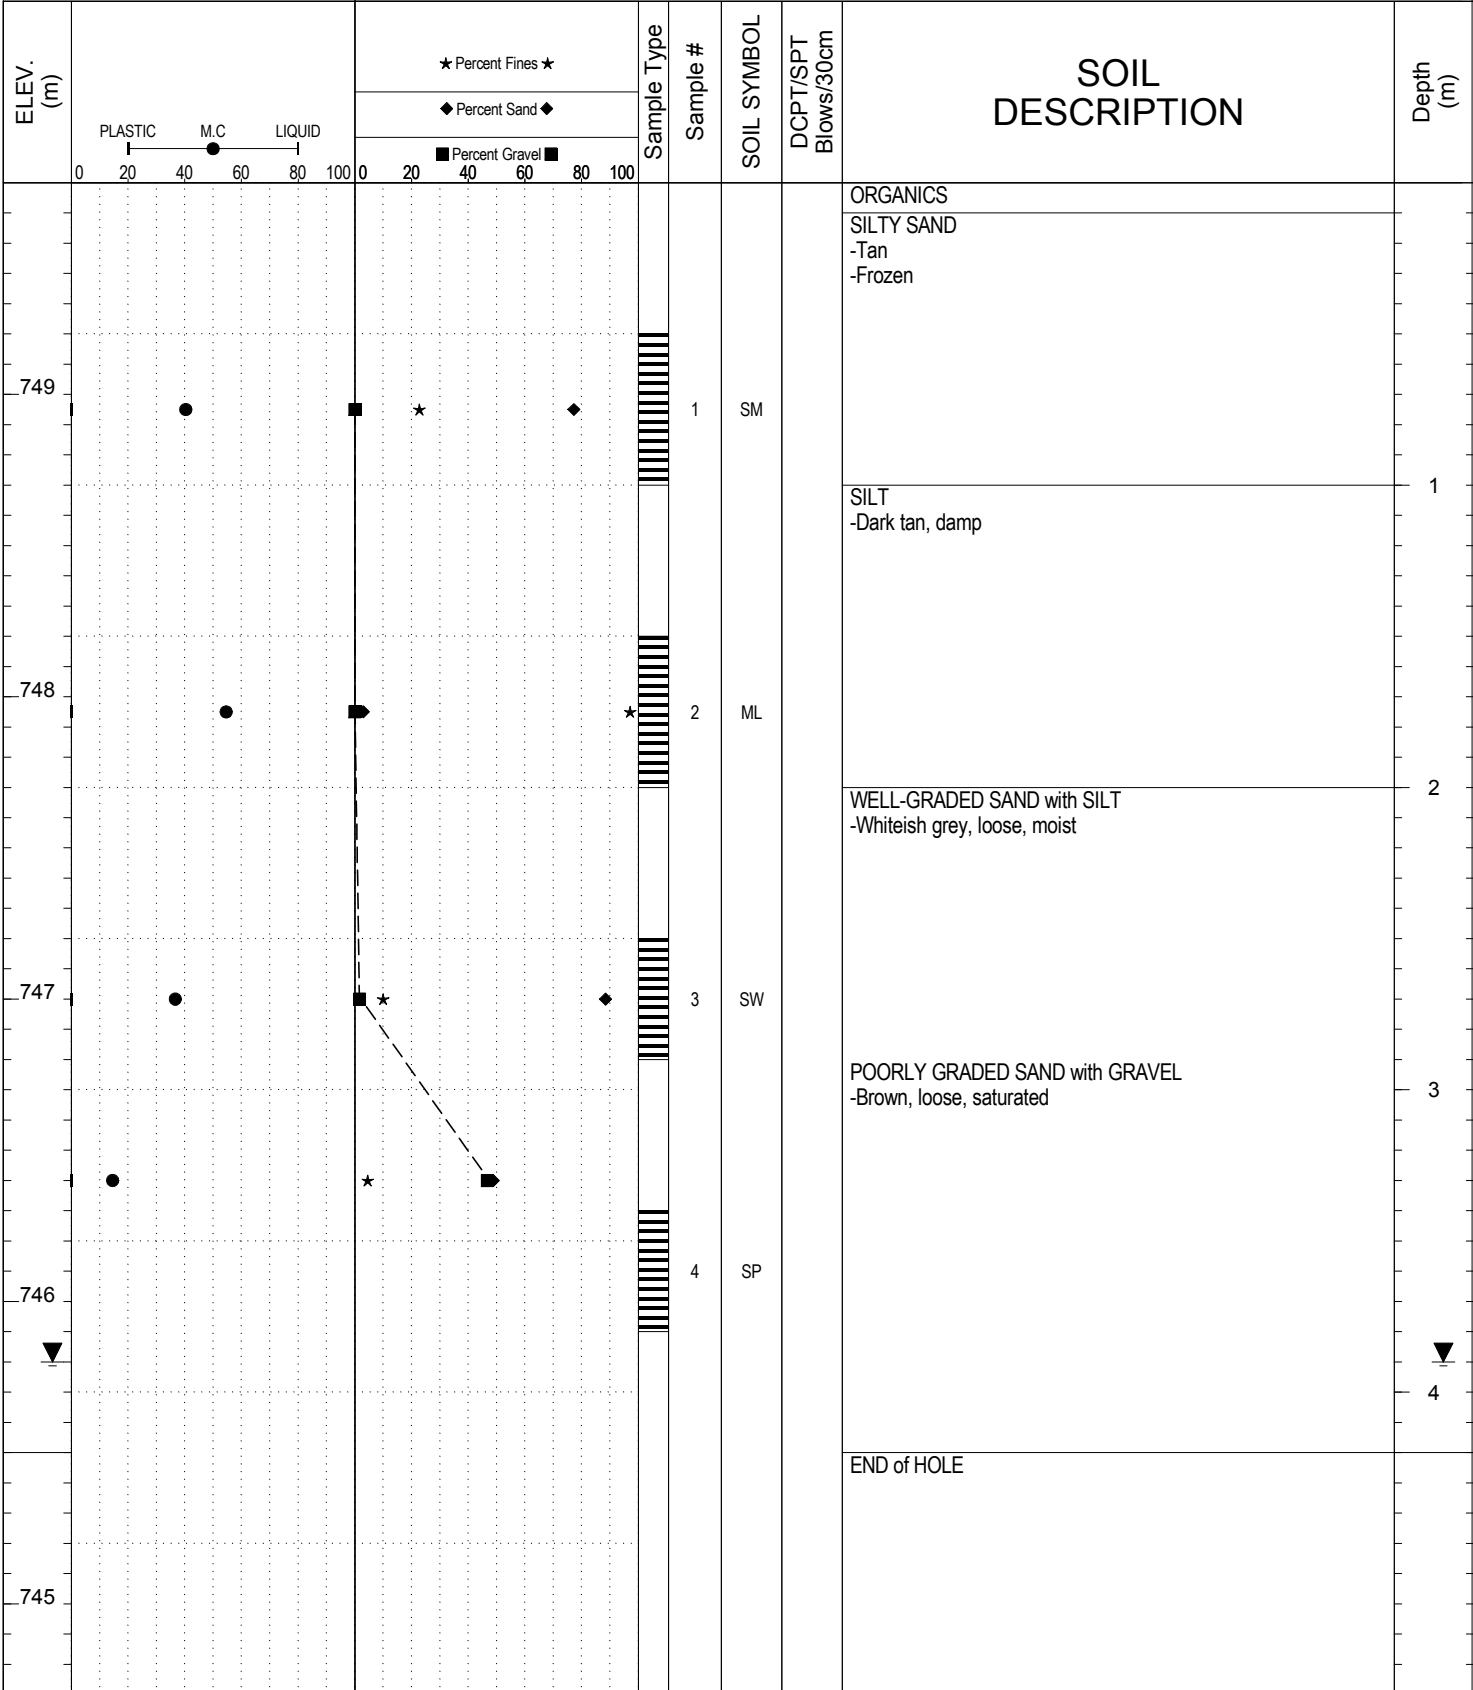 ELEV.
(m)
PLASTIC M.C LIQUID
0 20 40 60 80 100
★ Percent Fines ★
◆ Percent Sand ◆
■ Percent Gravel ■
0 20 40 60 80 100
Sample Type
Sample #
SOIL SYMBOL
DCPT/SPT
Blows/30cm
SOIL
DESCRIPTION
Depth
(m)
ORGANICS
SILTY SAND
-Tan
-Frozen
749
1 SM
1
SILT
-Dark tan, damp
748
2 ML
2
WELL-GRADED SAND with SILT
-Whiteish grey, loose, moist
747
3 SW
POORLY GRADED SAND with GRAVEL
-Brown, loose, saturated
3
4 SP
746
4
END of HOLE
745